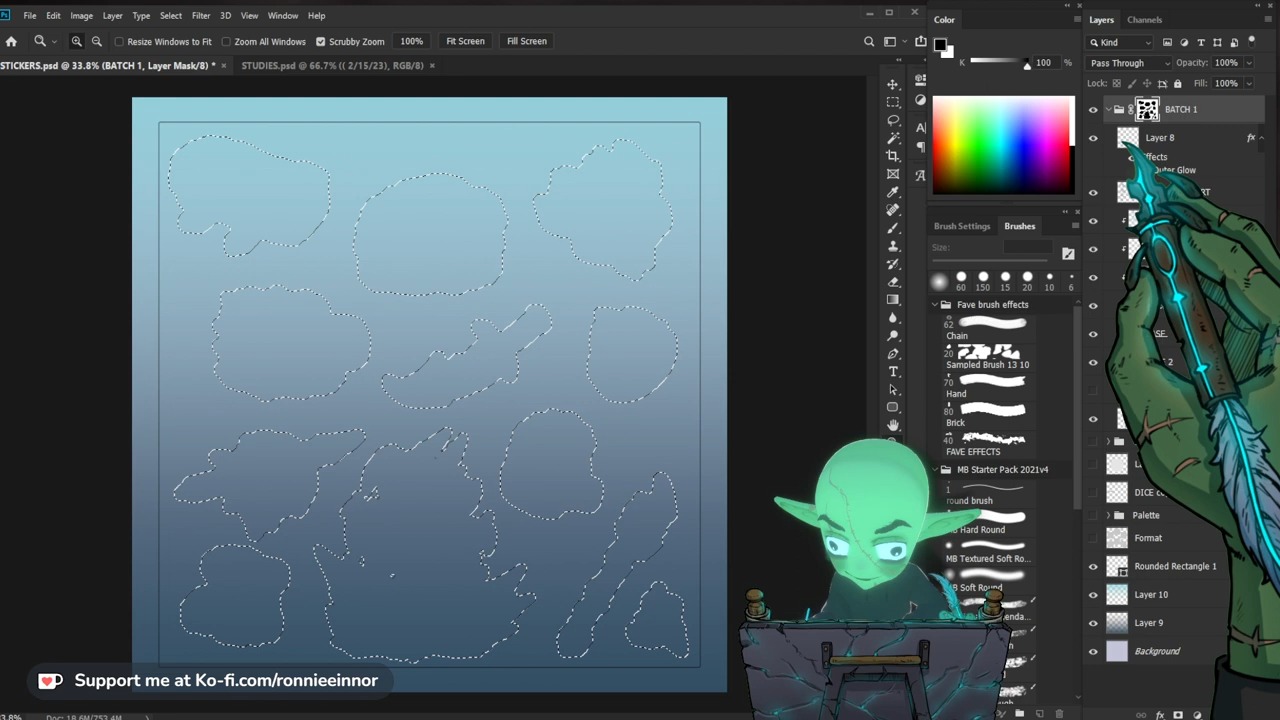 File Edit Image Layer Type Select Filter 3D View Window Help
Resize Windows to Fit Zoom All Windows Scrubby Zoom 100% Fit Screen Fill Screen
STICKERS.psd @ 33.8% (BATCH 1, Layer Mask/8) * × STUDIES.psd @ 66.7% (( 2/15/23), RGB/8) ×
Color
K 100 %
Brush Settings Brushes
Size:
60 150 15 20 10 6
Fave brush effects
62
Chain
20
Sampled Brush 13 10
70
Hand
80
Brick
40
FAVE EFFECTS
MB Starter Pack 2021v4
1
round brush
MB Hard Round
MB Textured Soft Ro...
MB Soft Round
Layers Channels
Kind
Pass Through Opacity: 100%
Lock: Fill: 100%
BATCH 1
Layer 8 fx
Effects
Outer Glow
DICE
Palette
Format
Rounded Rectangle 1
Layer 10
Layer 9
Background
Support me at Ko-fi.com/ronnieeinnor